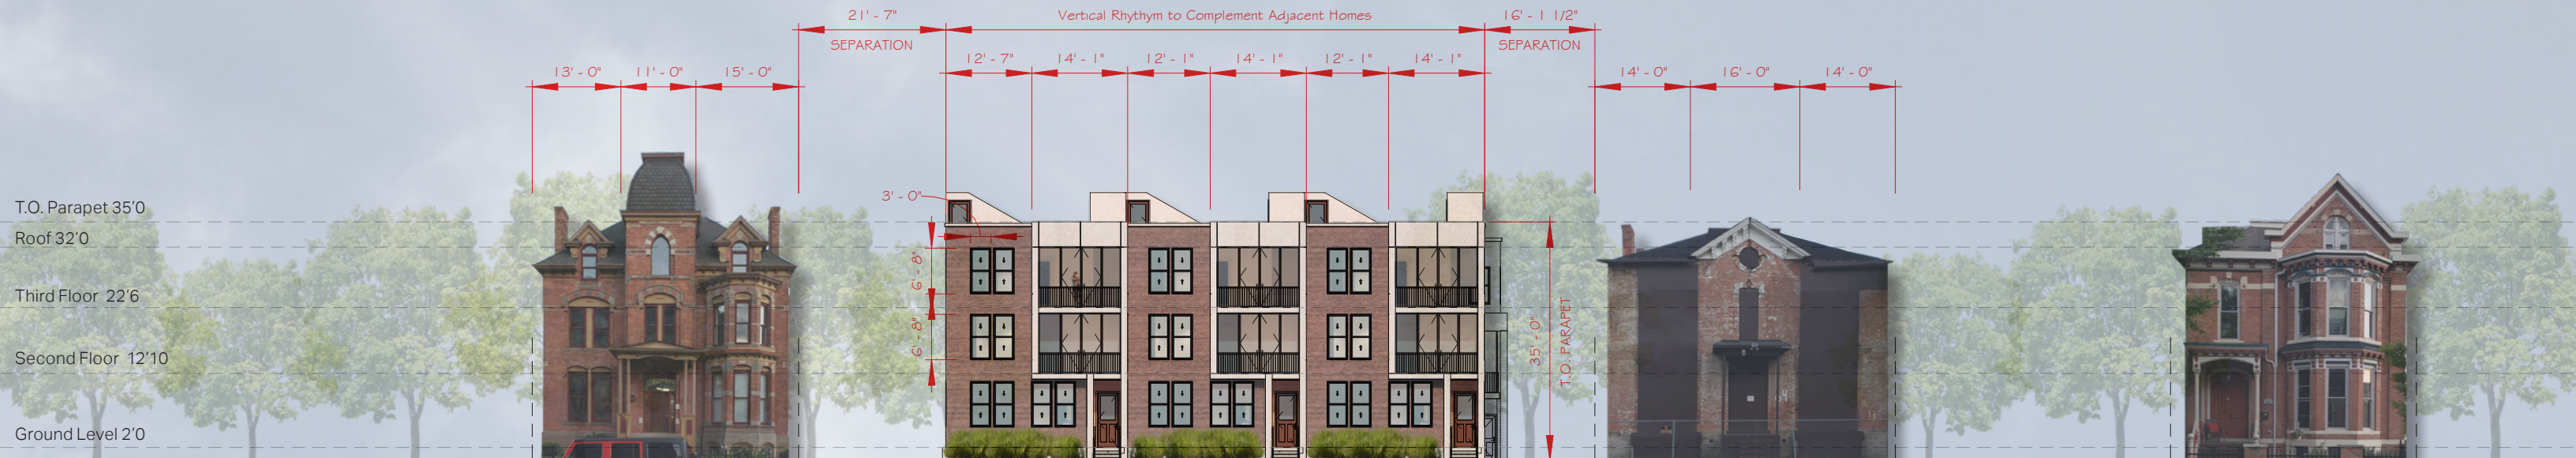 21' - 7"
Vertical Rhythym to Complement Adjacent Homes
16' - 1 1/2"
SEPARATION
SEPARATION
12' - 7"
14' - 1"
12' - 1"
14' - 1"
12' - 1"
14' - 1"
13' - 0"
11' - 0"
15' - 0"
14' - 0"
16' - 0"
14' - 0"
3' - 0"
T.O. Parapet 35'0
Roof 32'0
6' - 8"
Third Floor 22'6
6' - 8"
35' - 0"
T.O. PARAPET
Second Floor 12'10
Ground Level 2'0